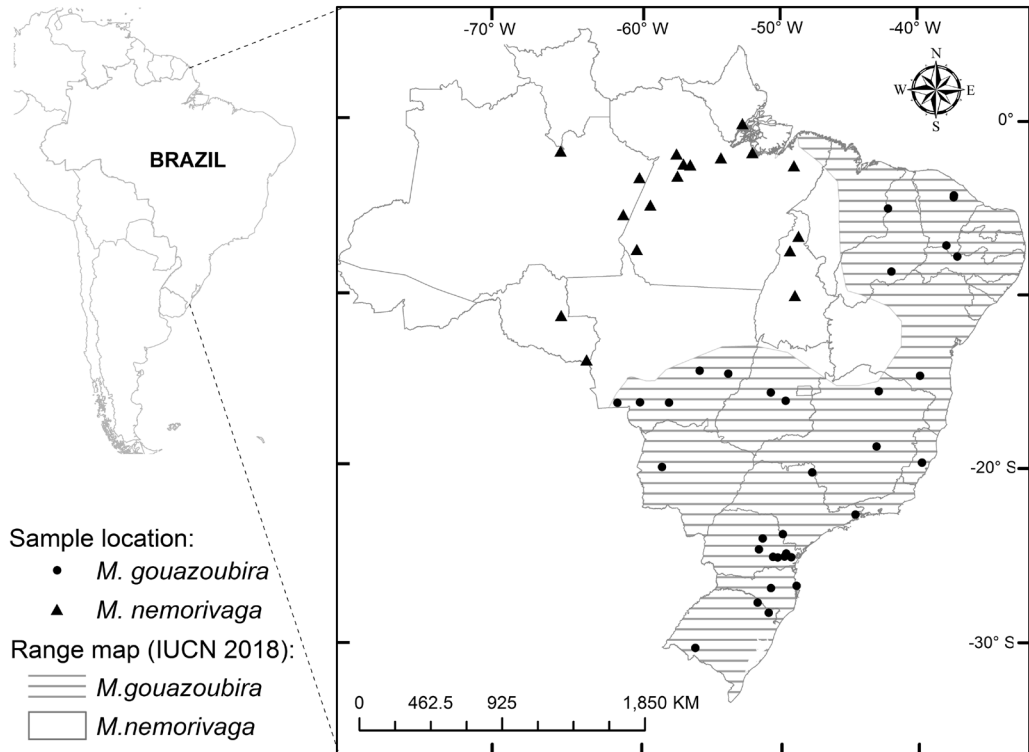 -70° W -60° W -50° W -40° W
N
W E
S
0°
BRAZIL
-20° S
-30° S
Sample location:
M. gouazoubira
M. nemorivaga
Range map (IUCN 2018):
M.gouazoubira
M.nemorivaga
0 462.5 925 1,850 KM